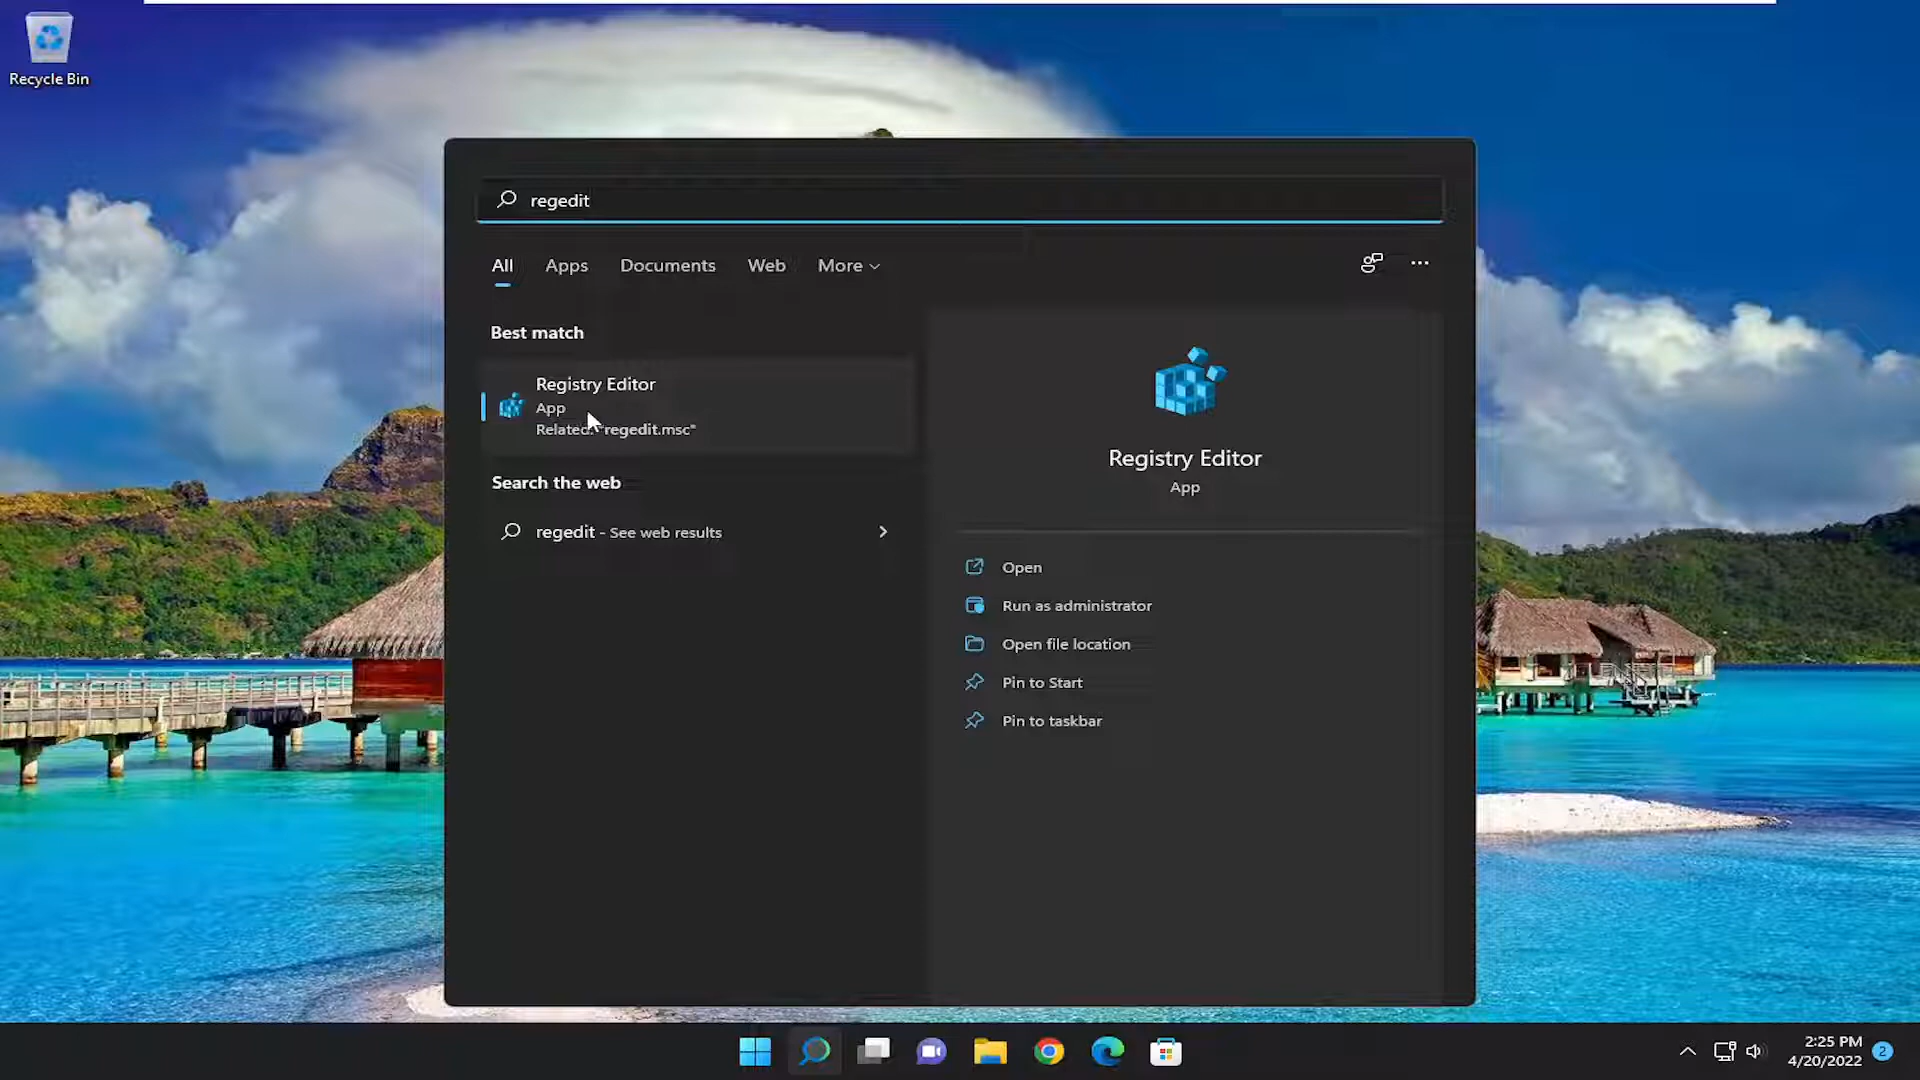 Recycle Bin
regedit
All Apps Documents Web More
Best match
Registry Editor
App
Related: "regedit.msc"
Search the web
regedit - See web results
Registry Editor
App
Open
Run as administrator
Open file location
Pin to Start
Pin to taskbar
2:25 PM
4/20/2022
2